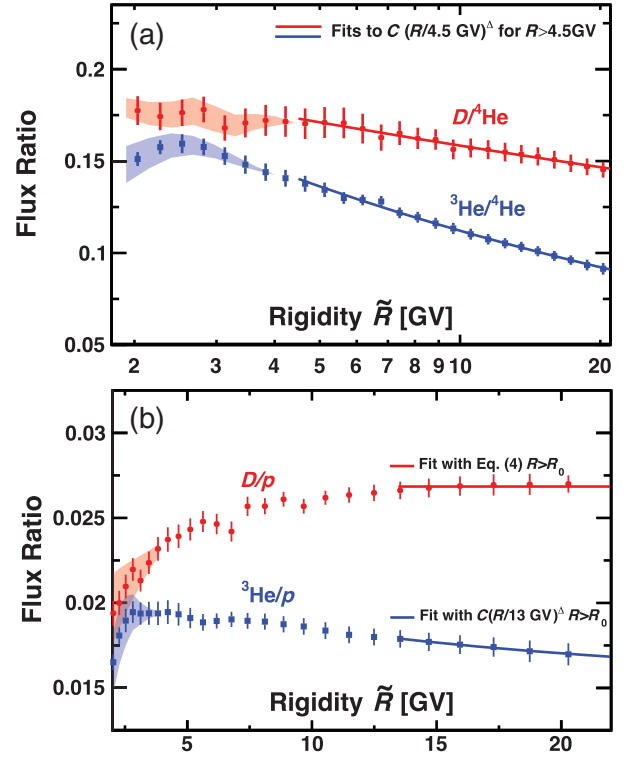 (a)
Fits to C (R/4.5 GV)^Δ for R>4.5GV
0.2
D/⁴He
0.15
³He/⁴He
0.1
Flux Ratio
Rigidity R̃ [GV]
0.05
2 3 4 5 6 7 8 9 10 20
(b)
0.03
D/p
Fit with Eq. (4) R>R₀
0.025
Flux Ratio
0.02
³He/p
Fit with C(R/13 GV)^Δ R>R₀
0.015
Rigidity R̃ [GV]
5 10 15 20